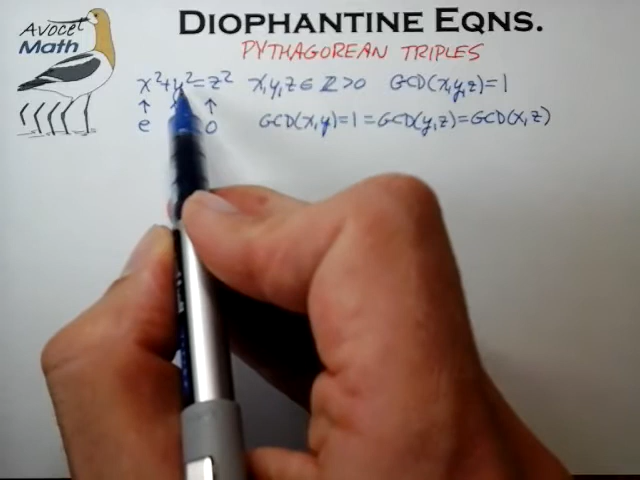 Avocet
Math
DIOPHANTINE EQNS.
PYTHAGOREAN TRIPLES
x²+y²=z² x,y,z∈ℤ>0 GCD(x,y,z)=1
↑ ↑
e o GCD(x,y)=1=GCD(y,z)=GCD(x,z)